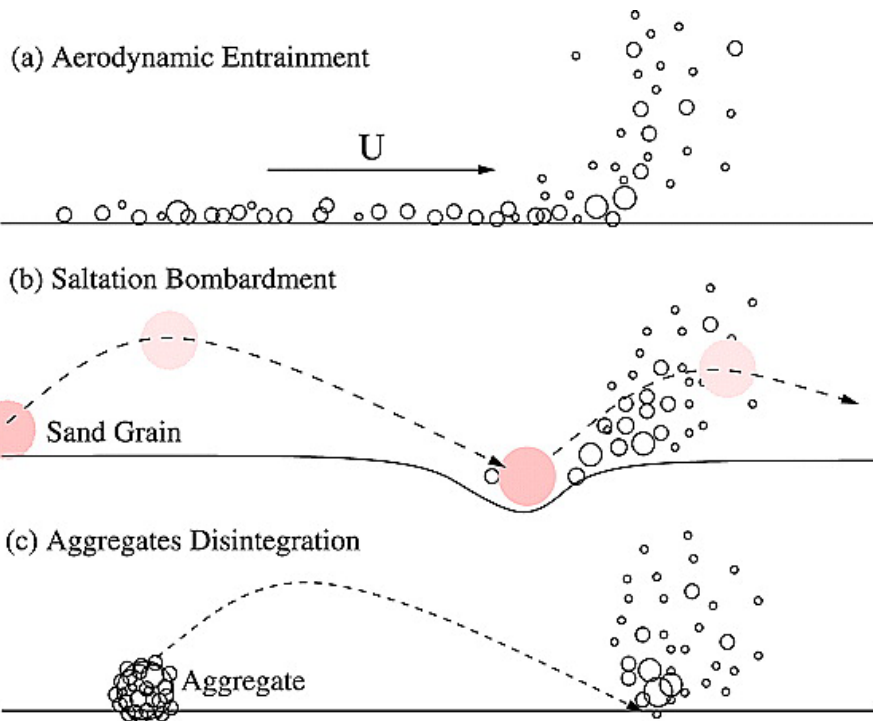 (a) Aerodynamic Entrainment
U
(b) Saltation Bombardment
Sand Grain
(c) Aggregates Disintegration
Aggregate